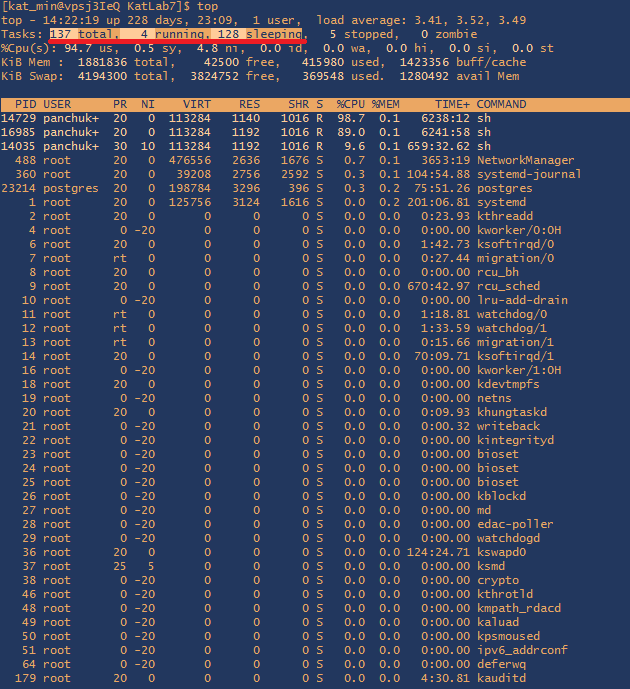 [kat_min@vpsj3IeQ KatLab7]$ top
top - 14:22:19 up 228 days, 23:09,  1 user,  load average: 3.41, 3.52, 3.49
Tasks: 137 total,   4 running, 128 sleeping,   5 stopped,   0 zombie
%Cpu(s): 94.7 us,  0.5 sy,  4.8 ni,  0.0 id,  0.0 wa,  0.0 hi,  0.0 si,  0.0 st
KiB Mem :  1881836 total,    42500 free,   415980 used,  1423356 buff/cache
KiB Swap:  4194300 total,  3824752 free,   369548 used.  1280492 avail Mem
  PID USER      PR  NI    VIRT    RES    SHR S  %CPU %MEM     TIME+ COMMAND
14729 panchuk+  20   0  113284   1140   1016 R  98.7  0.1   6238:12 sh
16985 panchuk+  20   0  113284   1192   1016 R  89.0  0.1   6241:58 sh
14035 panchuk+  30  10  113284   1192   1016 R   9.6  0.1 659:32.62 sh
  488 root      20   0  476556   2636   1676 S   0.3  0.1   3653:19 NetworkManager
  360 root      20   0   39208   2756   2592 S   0.3  0.1 104:54.88 systemd-journal
23214 postgres  20   0  198784   3296    396 S   0.3  0.2  75:51.26 postgres
    1 root      20   0  125756   3124   1616 S   0.0  0.2 201:06.81 systemd
    2 root      20   0       0      0      0 S   0.0  0.0   0:23.93 kthreadd
    4 root       0 -20       0      0      0 S   0.0  0.0   0:00.00 kworker/0:0H
    6 root      20   0       0      0      0 S   0.0  0.0   1:42.73 ksoftirqd/0
    7 root      rt   0       0      0      0 S   0.0  0.0   0:27.44 migration/0
    8 root      20   0       0      0      0 S   0.0  0.0   0:00.00 rcu_bh
    9 root      20   0       0      0      0 S   0.0  0.0 670:42.97 rcu_sched
   10 root       0 -20       0      0      0 S   0.0  0.0   0:00.00 lru-add-drain
   11 root      rt   0       0      0      0 S   0.0  0.0   1:18.81 watchdog/0
   12 root      rt   0       0      0      0 S   0.0  0.0   1:33.59 watchdog/1
   13 root      rt   0       0      0      0 S   0.0  0.0   0:15.66 migration/1
   14 root      20   0       0      0      0 S   0.0  0.0  70:09.71 ksoftirqd/1
   16 root       0 -20       0      0      0 S   0.0  0.0   0:00.00 kworker/1:0H
   18 root      20   0       0      0      0 S   0.0  0.0   0:00.00 kdevtmpfs
   19 root       0 -20       0      0      0 S   0.0  0.0   0:00.00 netns
   20 root      20   0       0      0      0 S   0.0  0.0   0:09.93 khungtaskd
   21 root       0 -20       0      0      0 S   0.0  0.0   0:00.32 writeback
   22 root       0 -20       0      0      0 S   0.0  0.0   0:00.00 kintegrityd
   23 root       0 -20       0      0      0 S   0.0  0.0   0:00.00 bioset
   24 root       0 -20       0      0      0 S   0.0  0.0   0:00.00 bioset
   25 root       0 -20       0      0      0 S   0.0  0.0   0:00.00 bioset
   26 root       0 -20       0      0      0 S   0.0  0.0   0:00.00 kblockd
   27 root       0 -20       0      0      0 S   0.0  0.0   0:00.00 md
   28 root       0 -20       0      0      0 S   0.0  0.0   0:00.00 edac-poller
   29 root       0 -20       0      0      0 S   0.0  0.0   0:00.00 watchdogd
   36 root      20   0       0      0      0 S   0.0  0.0 124:24.71 kswapd0
   37 root      25   5       0      0      0 S   0.0  0.0   0:00.00 ksmd
   38 root       0 -20       0      0      0 S   0.0  0.0   0:00.00 crypto
   46 root       0 -20       0      0      0 S   0.0  0.0   0:00.00 kthrotld
   48 root       0 -20       0      0      0 S   0.0  0.0   0:00.00 kmpath_rdacd
   49 root       0 -20       0      0      0 S   0.0  0.0   0:00.00 kaluad
   50 root       0 -20       0      0      0 S   0.0  0.0   0:00.00 kpsmoused
   51 root       0 -20       0      0      0 S   0.0  0.0   0:00.00 ipv6_addrconf
   64 root       0 -20       0      0      0 S   0.0  0.0   0:00.00 deferwq
  179 root      20   0       0      0      0 S   0.0  0.0   4:30.81 kauditd